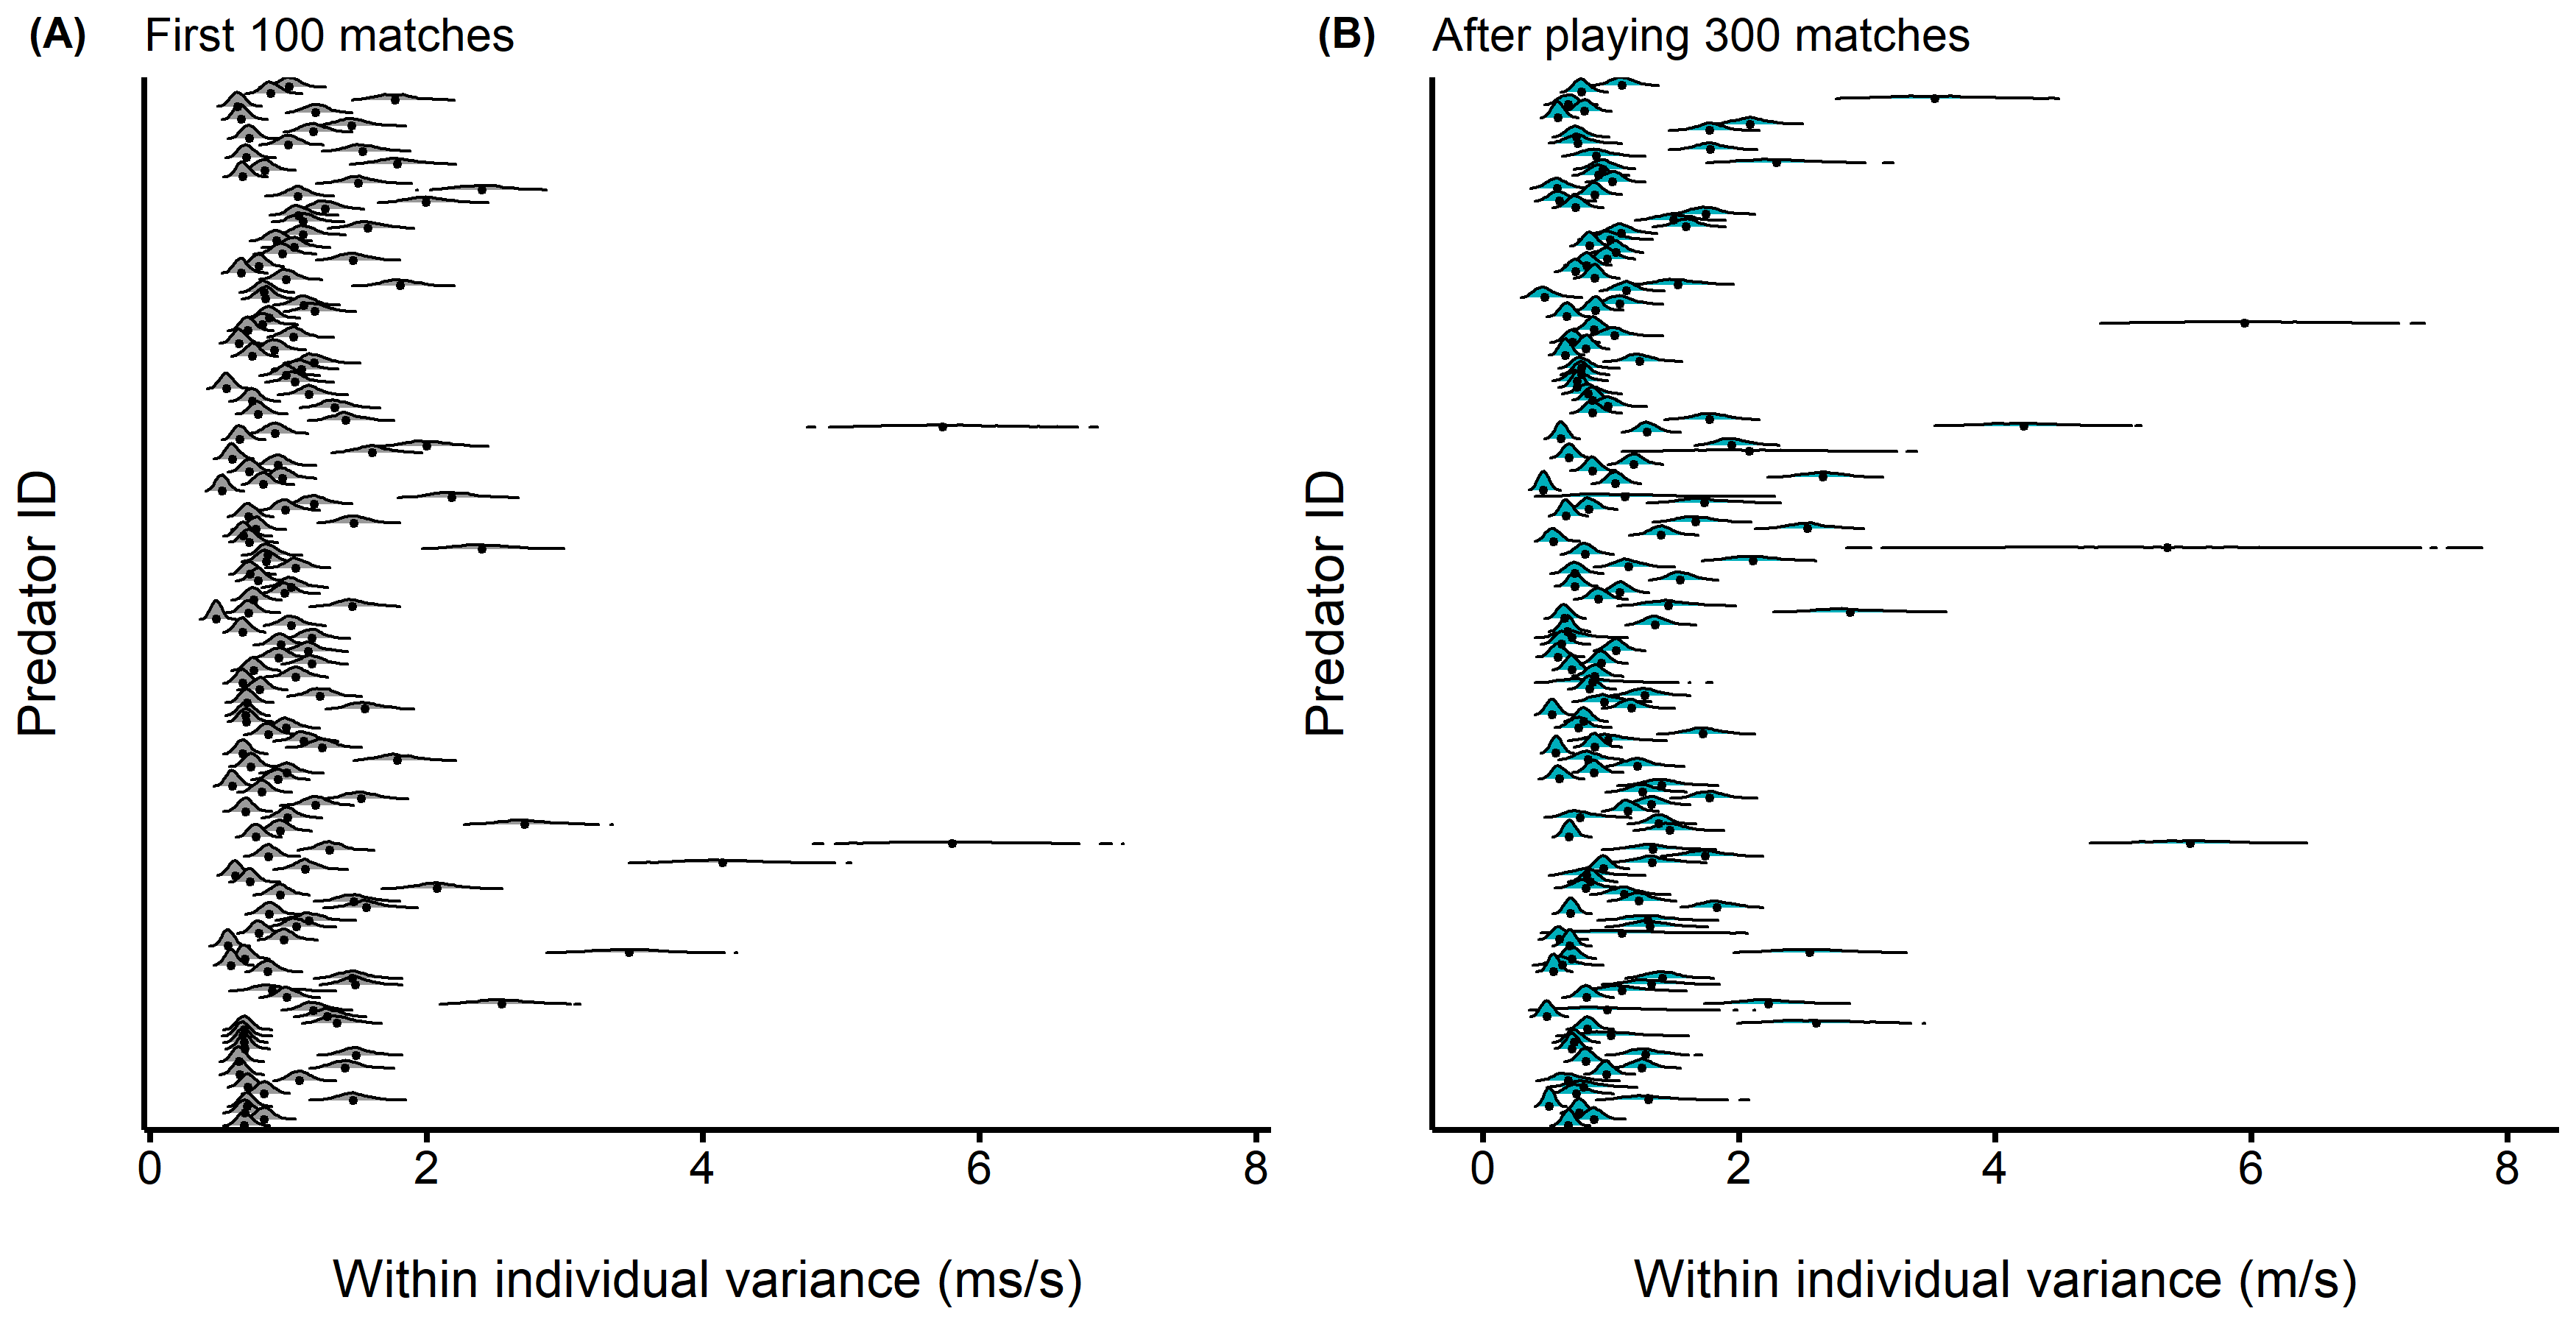 (A) First 100 matches
(B) After playing 300 matches
Predator ID
Predator ID
0 2 4 6 8
0 2 4 6 8
Within individual variance (ms/s)
Within individual variance (m/s)